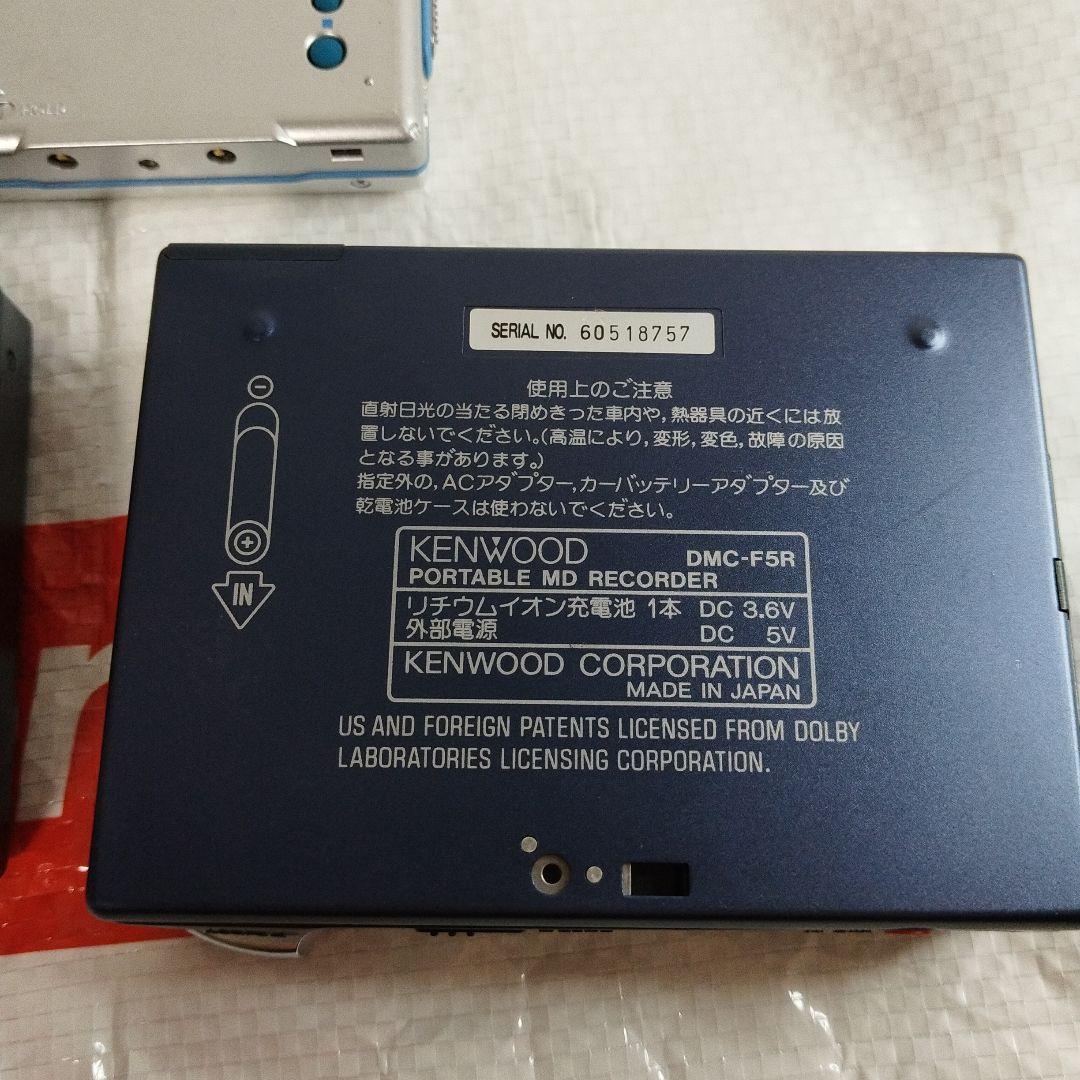 SERIAL NO. 60518757
使用上のご注意
直射日光の当たる閉めきった車内や,熱器具の近くには放
置しないでください。(高温により,変形,変色,故障の原因
となる事があります。)
指定外の,ACアダプター,カーバッテリーアダプター及び
乾電池ケースは使わないでください。
IN
KENWOOD DMC-F5R
PORTABLE MD RECORDER
リチウムイオン充電池 1本 DC 3.6V
外部電源 DC 5V
KENWOOD CORPORATION
MADE IN JAPAN
US AND FOREIGN PATENTS LICENSED FROM DOLBY
LABORATORIES LICENSING CORPORATION.